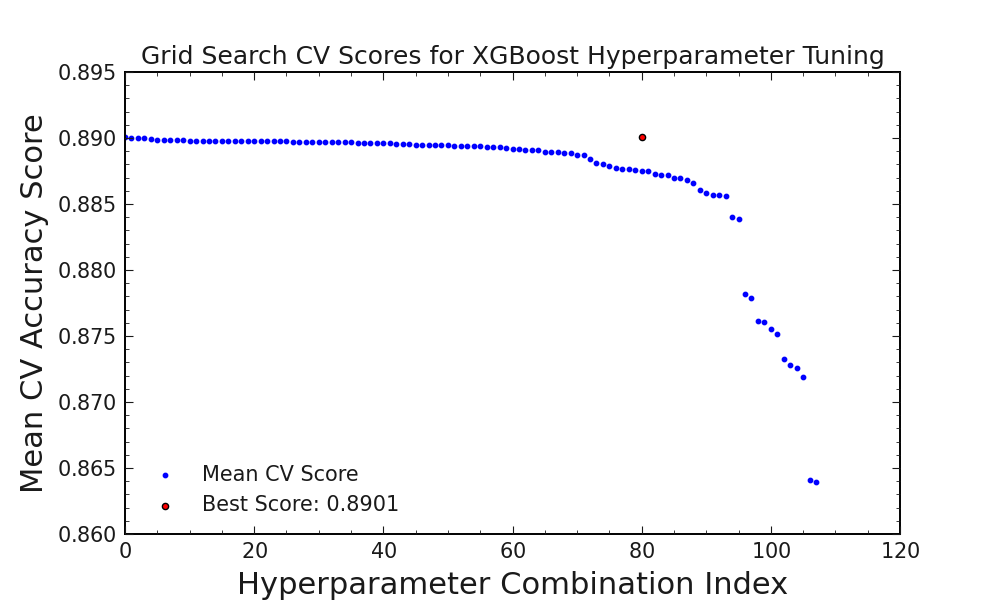 Grid Search CV Scores for XGBoost Hyperparameter Tuning
Mean CV Accuracy Score
0.895
0.890
0.885
0.880
0.875
0.870
0.865
0.860
Mean CV Score
Best Score: 0.8901
0 20 40 60 80 100 120
Hyperparameter Combination Index